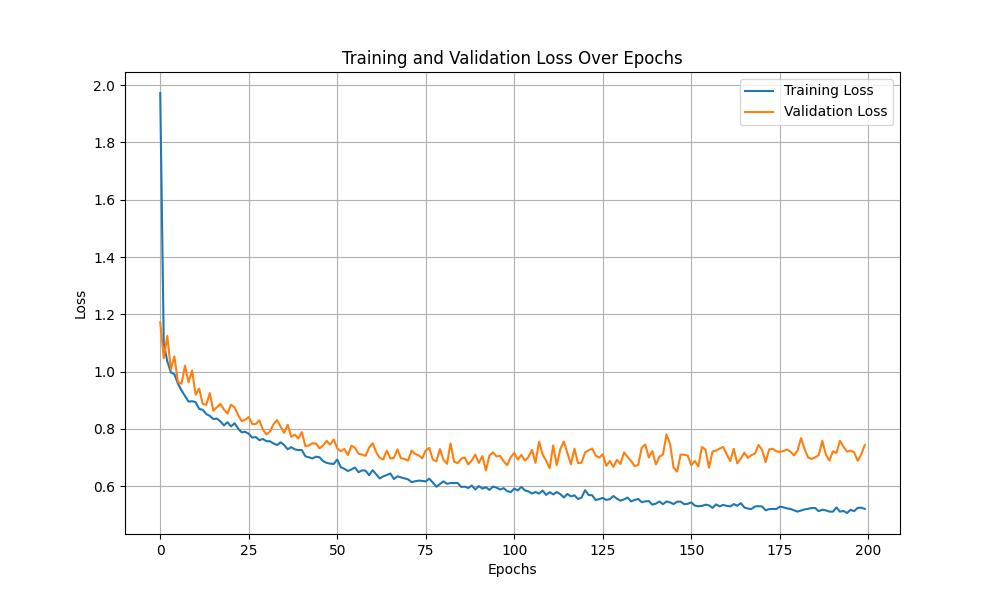 Training and Validation Loss Over Epochs
2.0
1.8
1.6
1.4
1.2
1.0
0.8
0.6
Loss
Training Loss
Validation Loss
0 25 50 75 100 125 150 175 200
Epochs